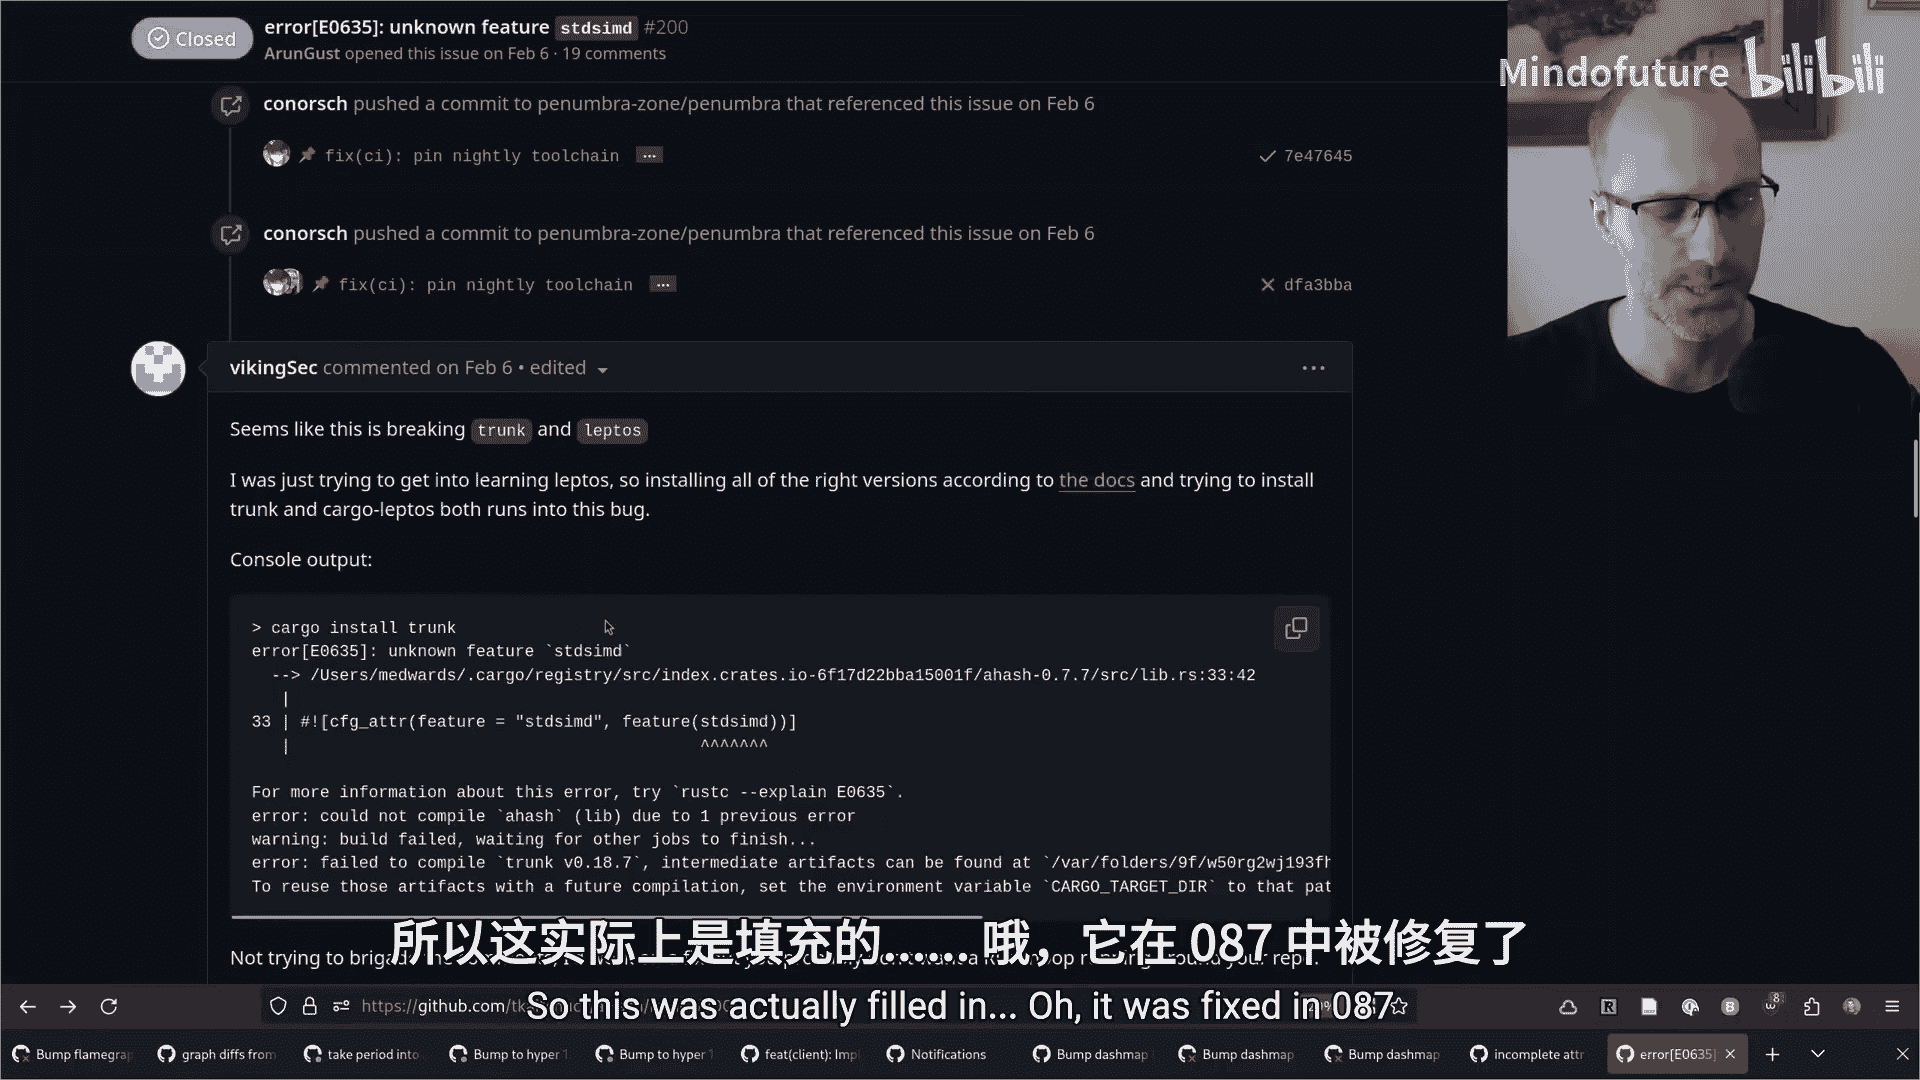 Closed
error[E0635]: unknown feature stdsimd #200
ArunGust opened this issue on Feb 6 · 19 comments
Mindofuture bilibili
conorsch pushed a commit to penumbra-zone/penumbra that referenced this issue on Feb 6
fix(ci): pin nightly toolchain ... 7e47645
conorsch pushed a commit to penumbra-zone/penumbra that referenced this issue on Feb 6
fix(ci): pin nightly toolchain ... dfa3bba
vikingSec commented on Feb 6 • edited
Seems like this is breaking trunk and leptos
I was just trying to get into learning leptos, so installing all of the right versions according to the docs and trying to install
trunk and cargo-leptos both runs into this bug.
Console output:
> cargo install trunk
error[E0635]: unknown feature `stdsimd`
--> /Users/medwards/.cargo/registry/src/index.crates.io-6f17d22bba15001f/ahash-0.7.7/src/lib.rs:33:42
|
33 | #![cfg_attr(feature = "stdsimd", feature(stdsimd))]
| ^^^^^^^
For more information about this error, try `rustc --explain E0635`.
error: could not compile `ahash` (lib) due to 1 previous error
warning: build failed, waiting for other jobs to finish...
error: failed to compile `trunk v0.18.7`, intermediate artifacts can be found at `/var/folders/9f/w50rg2wj193fh
To reuse those artifacts with a future compilation, set the environment variable `CARGO_TARGET_DIR` to that pat
Not trying to
所以这实际上是填充的...... 哦，它在 087 中被修复了
https://github.com/
So this was actually filled in... Oh, it was fixed in 087
Bump flamegra graph diffs from take period into Bump to hyper 1 Bump to hyper 1 feat(client): Impl Notifications Bump dashmap Bump dashmap Bump dashmap incomplete attr error[E0635]